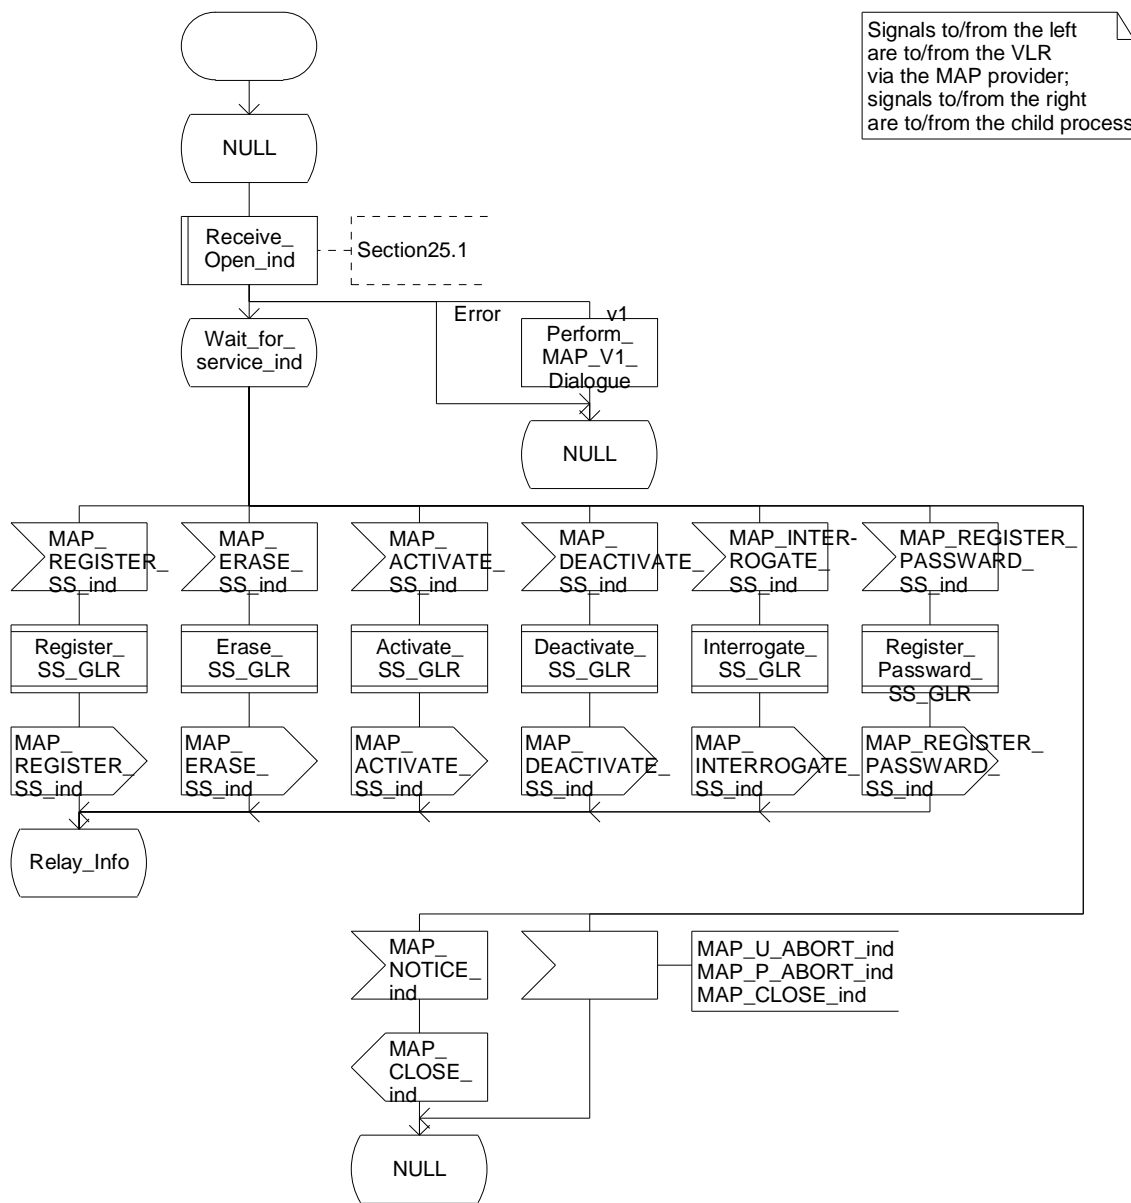 Signals to/from the left
are to/from the VLR
via the MAP provider;
signals to/from the right
are to/from the child process
NULL
Receive_
Open_ind
Section25.1
Error
v1
Wait_for_
service_ind
Perform_
MAP_V1_
Dialogue
NULL
MAP_
REGISTER_
SS_ind
MAP_
ERASE_
SS_ind
MAP_
ACTIVATE_
SS_ind
MAP_
DEACTIVATE_
SS_ind
MAP_INTER-
ROGATE_
SS_ind
MAP_REGISTER_
PASSWARD_
SS_ind
Register_
SS_GLR
Erase_
SS_GLR
Activate_
SS_GLR
Deactivate_
SS_GLR
Interrogate_
SS_GLR
Register_
Passward_
SS_GLR
MAP_
REGISTER_
SS_ind
MAP_
ERASE_
SS_ind
MAP_
ACTIVATE_
SS_ind
MAP_
DEACTIVATE_
SS_ind
MAP_
INTERROGATE_
SS_ind
MAP_REGISTER_
PASSWARD_
SS_ind
Relay_Info
MAP_
NOTICE_
ind
MAP_U_ABORT_ind
MAP_P_ABORT_ind
MAP_CLOSE_ind
MAP_
CLOSE_
ind
NULL